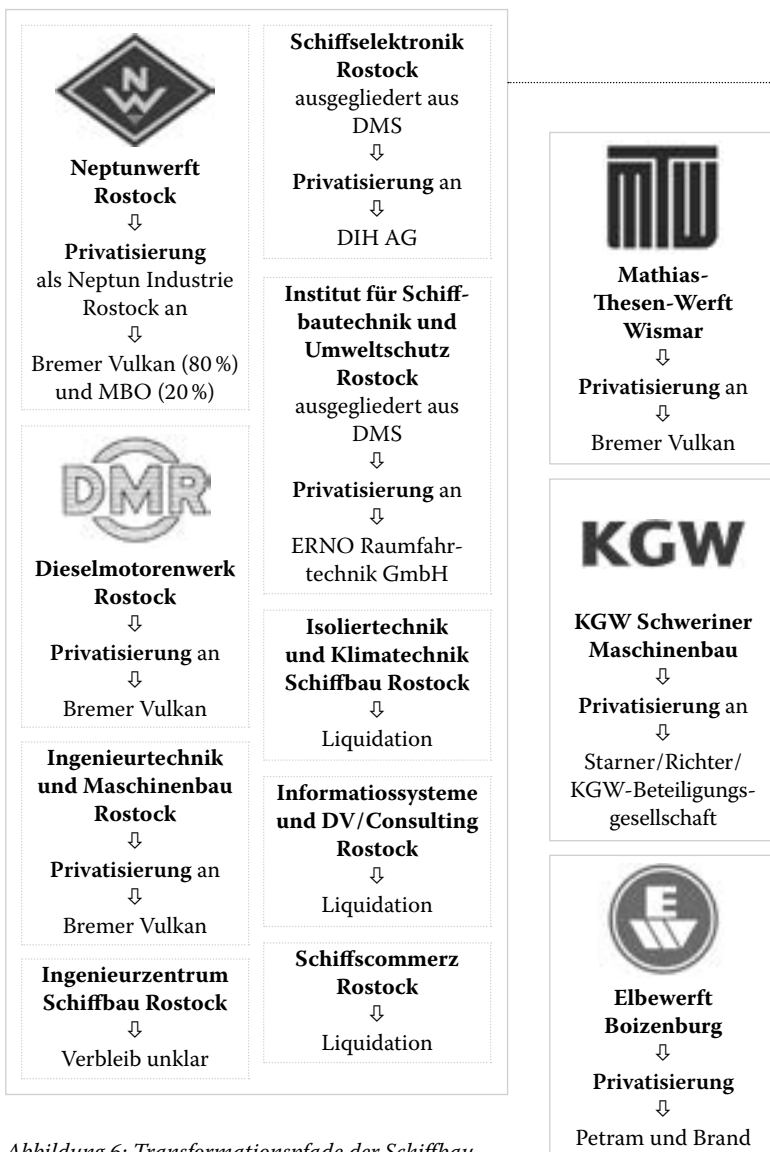 NW
Neptunwerft
Rostock
⇩
Privatisierung
als Neptun Industrie
Rostock an
⇩
Bremer Vulkan (80 %)
und MBO (20 %)
DMR
Dieselmotorenwerk
Rostock
⇩
Privatisierung an
⇩
Bremer Vulkan
Ingenieurtechnik
und Maschinenbau
Rostock
⇩
Privatisierung an
⇩
Bremer Vulkan
Ingenieurzentrum
Schiffbau Rostock
⇩
Verbleib unklar
Schiffselektronik
Rostock
ausgegliedert aus
DMS
⇩
Privatisierung an
⇩
DIH AG
Institut für Schiff-
bautechnik und
Umweltschutz
Rostock
ausgegliedert aus
DMS
⇩
Privatisierung an
⇩
ERNO Raumfahr-
technik GmbH
Isoliertechnik
und Klimatechnik
Schiffbau Rostock
⇩
Liquidation
Informatiossysteme
und DV/Consulting
Rostock
⇩
Liquidation
Schiffscommerz
Rostock
⇩
Liquidation
MTW
Mathias-
Thesen-Werft
Wismar
⇩
Privatisierung an
⇩
Bremer Vulkan
KGW
KGW Schweriner
Maschinenbau
⇩
Privatisierung an
⇩
Starner/Richter/
KGW-Beteiligungs-
gesellschaft
EW
Elbewerft
Boizenburg
⇩
Privatisierung
⇩
Petram und Brand
Abbildung 6: Transformationspfade der Schiffbau